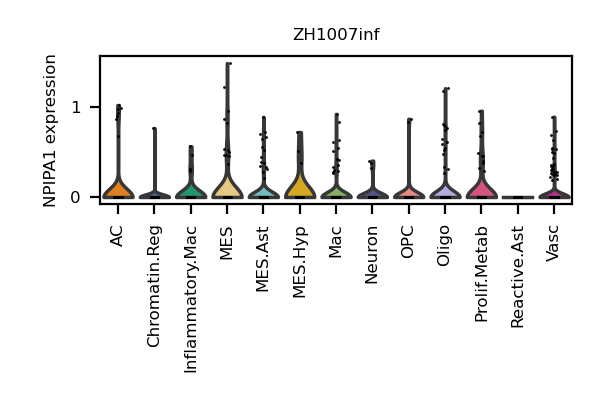 ZH1007inf
NPIPA1 expression
1
0
AC
Chromatin.Reg
Inflammatory.Mac
MES
MES.Ast
MES.Hyp
Mac
Neuron
OPC
Oligo
Prolif.Metab
Reactive.Ast
Vasc